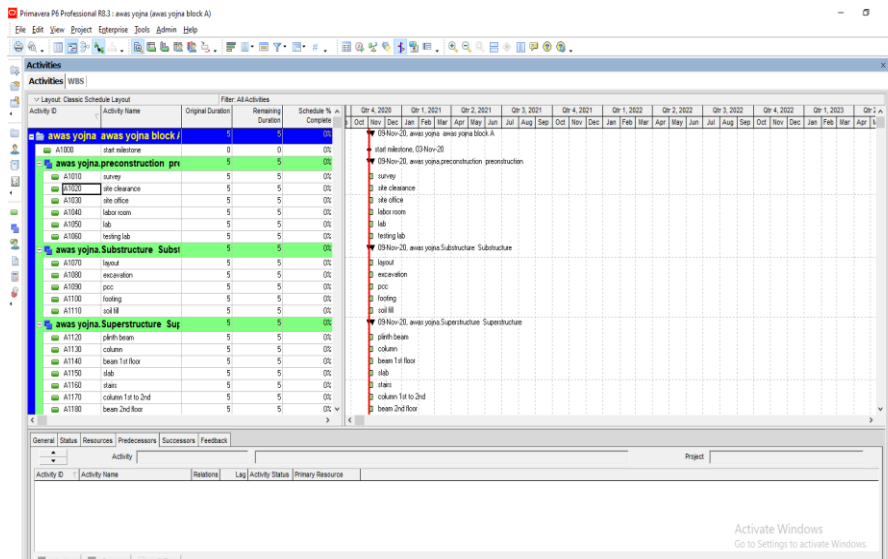 Primavera P6 Professional R8.3 : awas yojna (awas yojna block A)
File Edit View Project Enterprise Tools Admin Help
Activities
Activities WBS
Layout: Classic Schedule Layout Filter: All Activities
Activity ID Activity Name Original Duration Remaining Duration Schedule % Complete
Qtr 4, 2020 Qtr 1, 2021 Qtr 2, 2021 Qtr 3, 2021 Qtr 4, 2021 Qtr 1, 2022 Qtr 2, 2022 Qtr 3, 2022 Qtr 4, 2022 Qtr 1, 2023 Qtr 2
Oct Nov Dec Jan Feb Mar Apr May Jun Jul Aug Sep Oct Nov Dec Jan Feb Mar Apr May Jun Jul Aug Sep Oct Nov Dec Jan Feb Mar Apr
awas yojna awas yojna block A 5 5 0% 09-Nov-20, awas yojna awas yojna block A
A1000 start milestone 0 0 0% start milestone, 03-Nov-20
awas yojna.preconstruction pre 5 5 0% 09-Nov-20, awas yojna.preconstruction preonstruction
A1010 survey 5 5 0% survey
A1020 site clearance 5 5 0% site clearance
A1030 site office 5 5 0% site office
A1040 labor room 5 5 0% labor room
A1050 lab 5 5 0% lab
A1060 testing lab 5 5 0% testing lab
awas yojna.Substructure Subst 5 5 0% 09-Nov-20, awas yojna.Substructure Substructure
A1070 layout 5 5 0% layout
A1080 excavation 5 5 0% excavation
A1090 pcc 5 5 0% pcc
A1100 footing 5 5 0% footing
A1110 soil fill 5 5 0% soil fill
awas yojna.Superstructure Sup 5 5 0% 09-Nov-20, awas yojna.Superstructure Superstructure
A1120 plinth beam 5 5 0% plinth beam
A1130 column 5 5 0% column
A1140 beam 1st floor 5 5 0% beam 1st floor
A1150 slab 5 5 0% slab
A1160 stairs 5 5 0% stairs
A1170 column 1st to 2nd 5 5 0% column 1st to 2nd
A1180 beam 2nd floor 5 5 0% beam 2nd floor
General Status Resources Predecessors Successors Feedback
Activity Project
Activity ID Activity Name Relations Lag Activity Status Primary Resource
Activate Windows
Go to Settings to activate Windows.